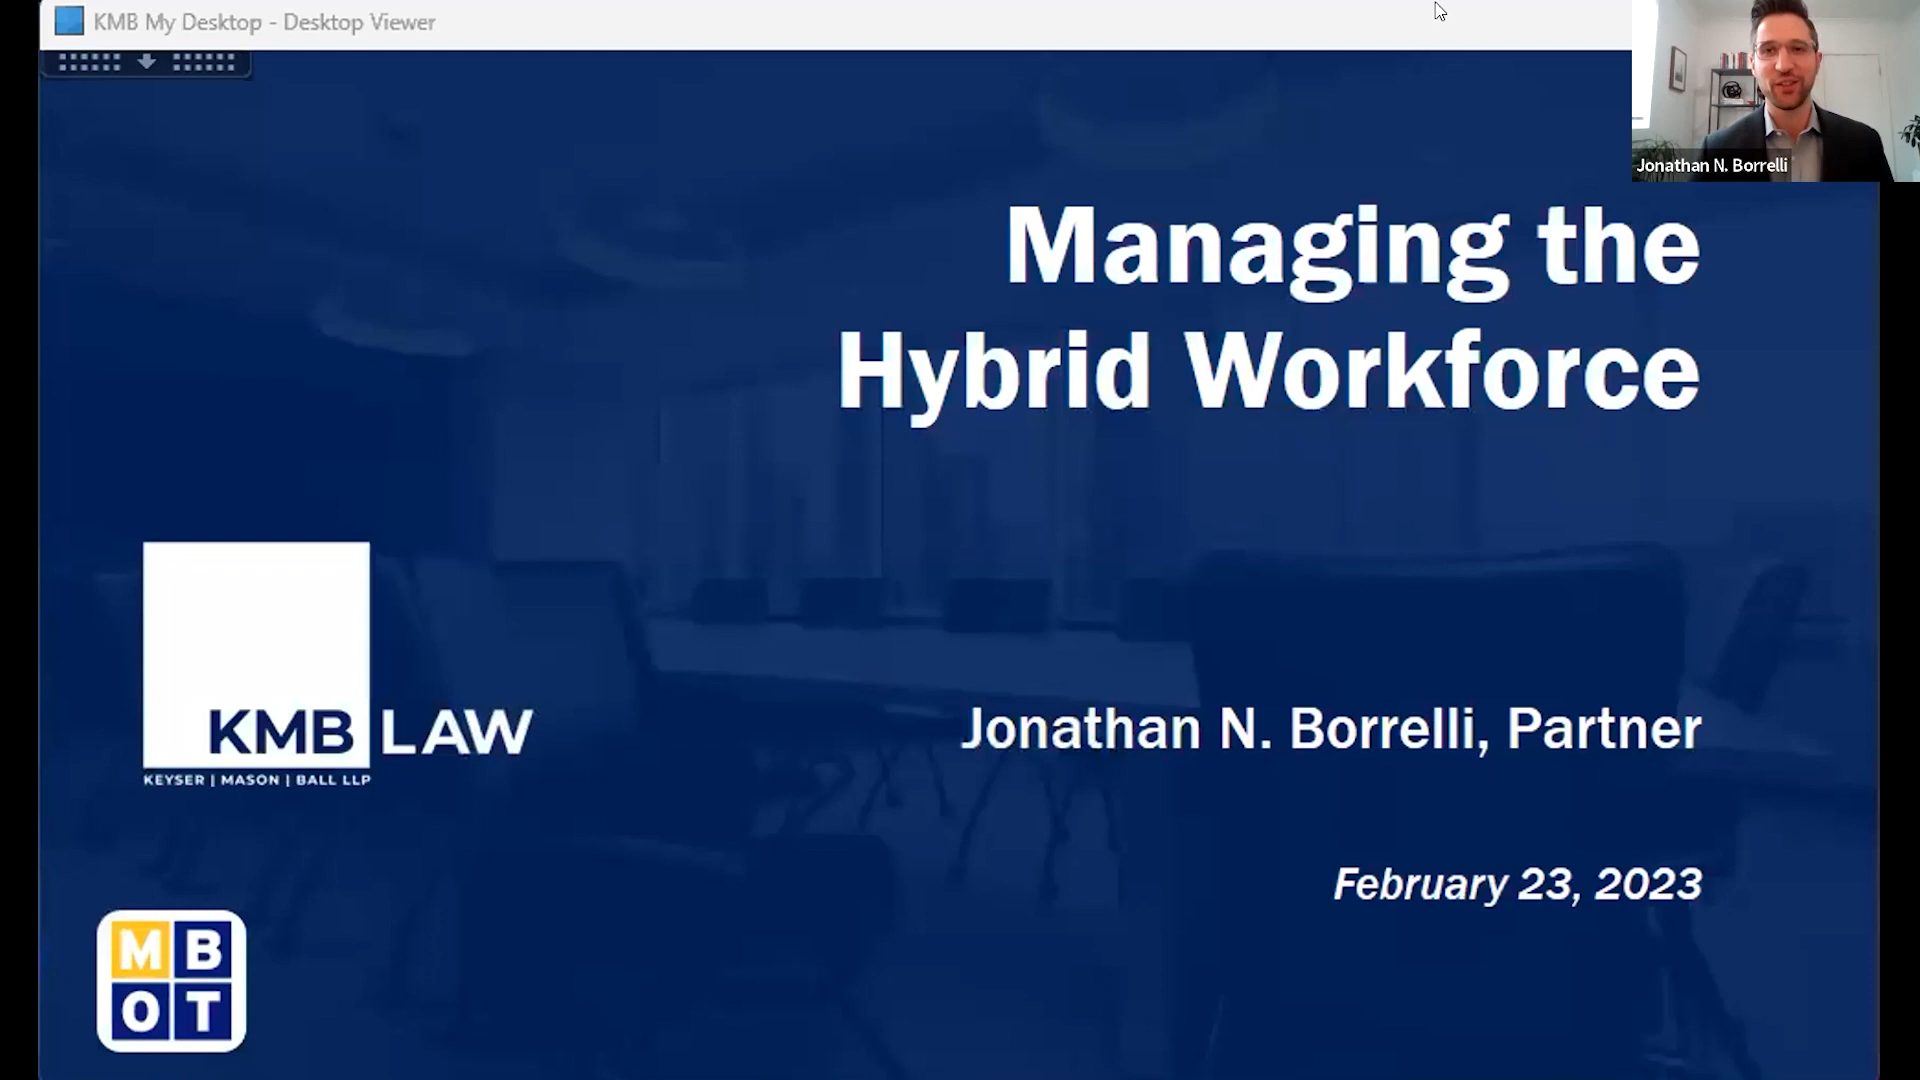 KMB My Desktop - Desktop Viewer
Jonathan N. Borrelli
Managing the
Hybrid Workforce
KMB LAW
KEYSER | MASON | BALL LLP
Jonathan N. Borrelli, Partner
February 23, 2023
MB
OT